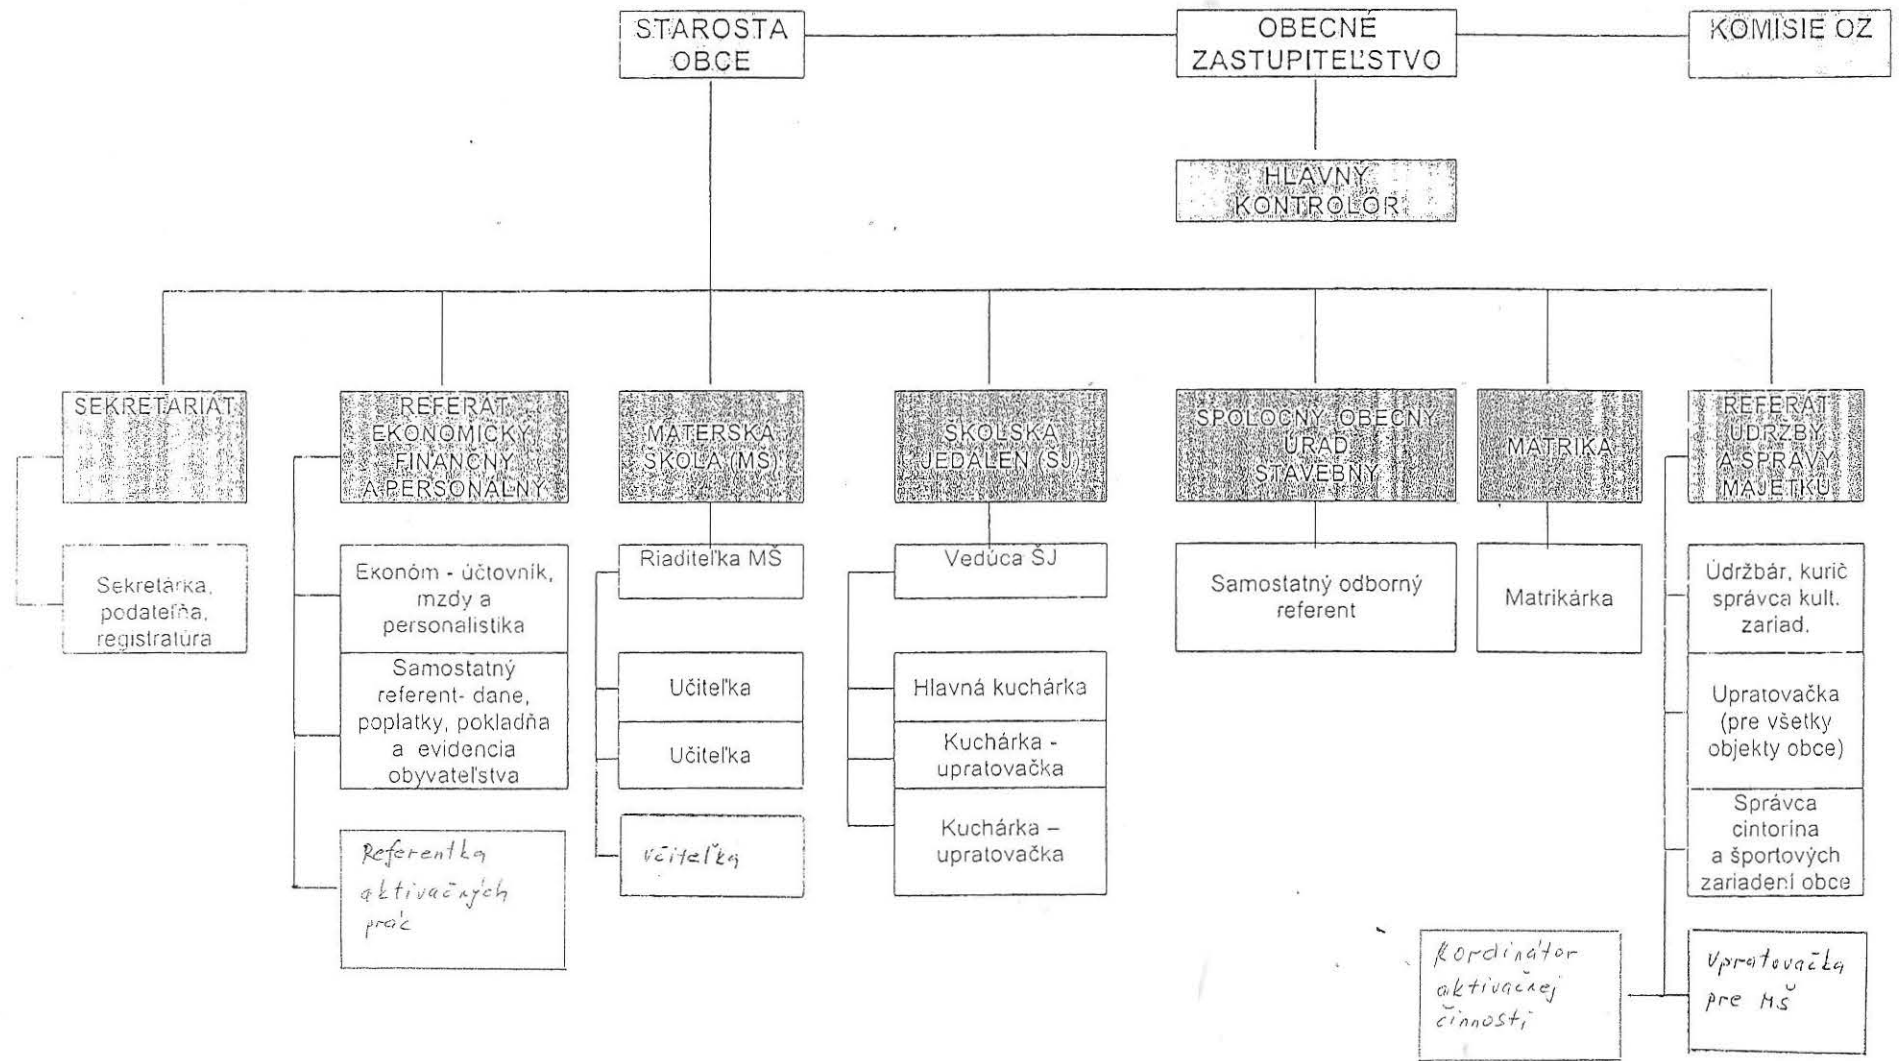 STAROSTA
OBCE
OBECNÉ
ZASTUPITEĽSTVO
KOMISIE OZ
HLAVNÝ
KONTROLÓR
SEKRETARIÁT
REFERÁT
EKONOMICKÝ,
FINANČNÝ
A PERSONÁLNY
MATERSKÁ
ŠKOLA (MŠ)
ŠKOLSKÁ
JEDÁLEŇ (ŠJ)
SPOLOČNÝ OBECNÝ
ÚRAD
STAVEBNÝ
MATRIKA
REFERÁT
ÚDRŽBY
A SPRÁVY
MAJETKU
Sekretárka,
podateľňa,
registratúra
Ekonóm - účtovník,
mzdy a
personalistika
Samostatný
referent- dane,
poplatky, pokladňa
a evidencia
obyvateľstva
Referentka
aktivačných
prác
Riaditeľka MŠ
Učiteľka
Učiteľka
učiteľka
Vedúca ŠJ
Hlavná kuchárka
Kuchárka -
upratovačka
Kuchárka –
upratovačka
Samostatný odborný
referent
Matrikárka
Údržbár, kurič
správca kult.
zariad.
Upratovačka
(pre všetky
objekty obce)
Správca
cintorína
a športových
zariadení obce
Kordinátor
aktivačnej
činnosti
Upratovačka
pre MŠ